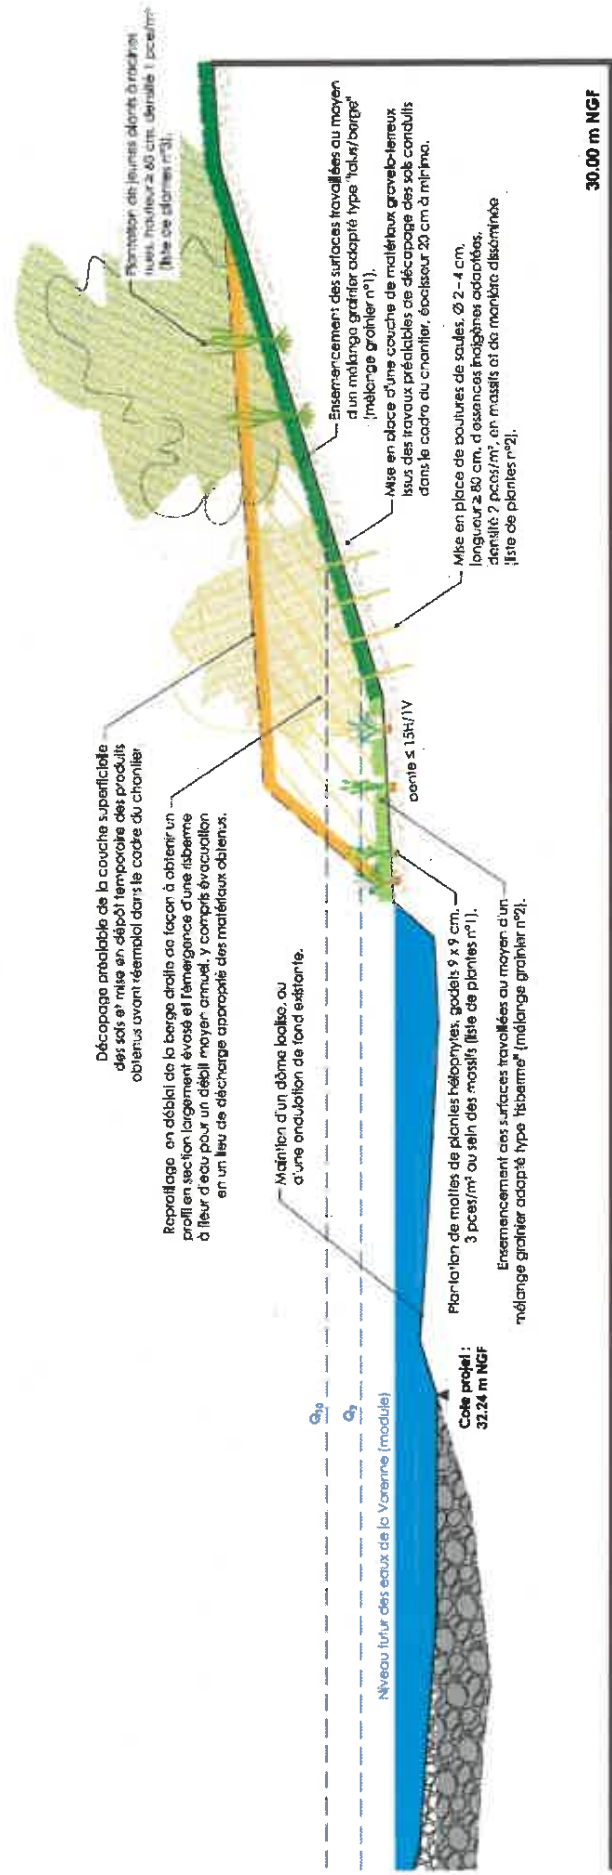 Plantation de jeunes plants à racines
nues, hauteur ≥ 60 cm, densité 1 pce/m²
(liste de plantes n°3).
Ensemencement des surfaces travaillées au moyen
d'un mélange grainier adapté type "talus/berge"
(mélange grainier n°1).
Mise en place d'une couche de matériaux gravelo-terreux
issus des travaux préalables de décapage des sols conduits
dans le cadre du chantier, épaisseur 20 cm à minima.
Mise en place de boutures de saules, Ø 2-4 cm,
longueur ≥ 80 cm, d'essences indigènes adaptées,
densité 2 pces/m², en massifs et de manière disséminée
(liste de plantes n°2).
30.00 m NGF
Décapage préalable de la couche superficielle
des sols et mise en dépôt temporaire des produits
obtenus avant réemploi dans le cadre du chantier
Reprofilage en déblai de la berge droite de façon à obtenir un
profil en section largement évasé et l'émergence d'une risberme
à fleur d'eau pour un débit moyen annuel, y compris évacuation
en un lieu de décharge approprié des matériaux obtenus.
pente ≤ 15H/1V
Maintien d'un dôme localisé, ou
d'une ondulation de fond existante.
Plantation de mottes de plantes hélophytes, godets 9 x 9 cm,
3 pces/m² au sein des massifs (liste de plantes n°1).
Ensemencement des surfaces travaillées au moyen d'un
mélange grainier adapté type "risberme" (mélange grainier n°2).
Q10
Q2
Niveau futur des eaux de la Varenne (module)
Cote projet :
32.24 m NGF